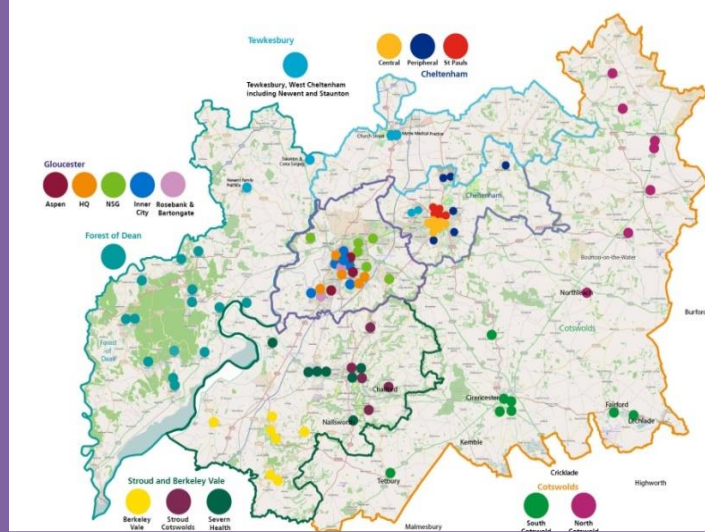 Tewkesbury
Tewkesbury, West Cheltenham
including Newent and Staunton
Central
Peripheral
St Pauls
Cheltenham
Gloucester
Aspen
HQ
NSG
Inner
City
Rosebank &
Bartongate
Forest of Dean
Church Street
Cheltenham
Bourton-on-the-Water
Northleach
Burford
Cotswolds
Forest
of
Dean
Chalford
Nailsworth
Cirencester
Fairford
Lechlade
Kemble
Cricklade
Highworth
Tetbury
Malmesbury
Stroud and Berkeley Vale
Berkeley
Vale
Stroud
Cotswolds
Severn
Health
Cotswolds
South
Cotswold
North
Cotswold